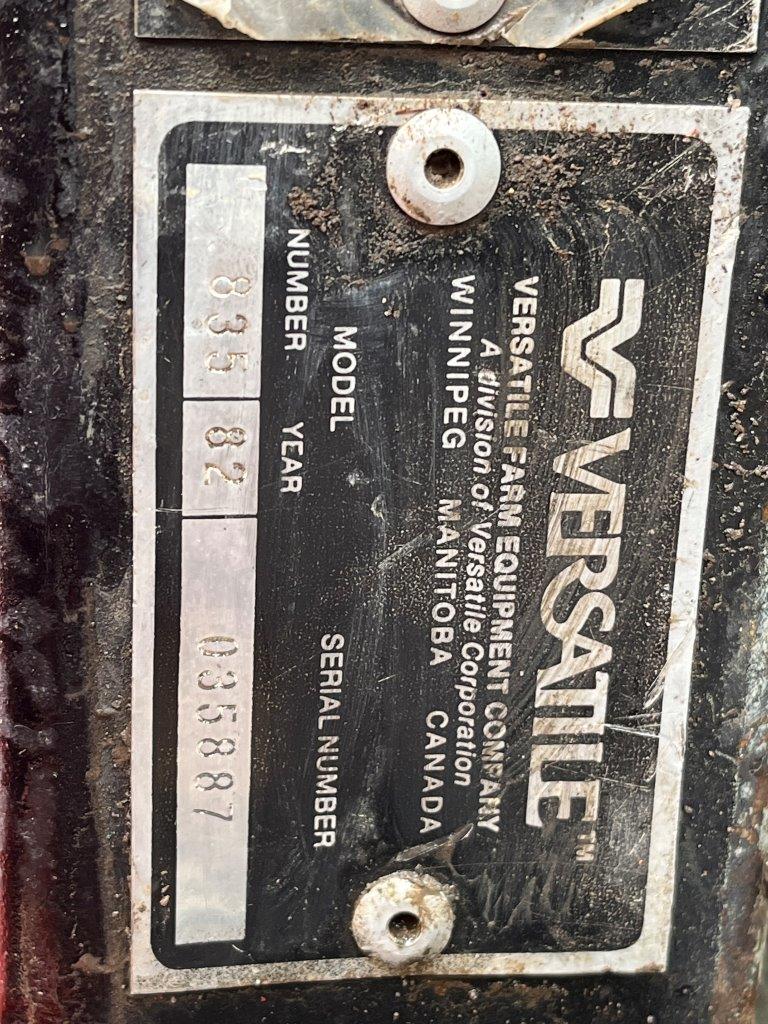 VERSATILE™
VERSATILE FARM EQUIPMENT COMPANY
A division of Versatile Corporation
WINNIPEG MANITOBA CANADA
MODEL SERIAL NUMBER
NUMBER YEAR
835 82 035887